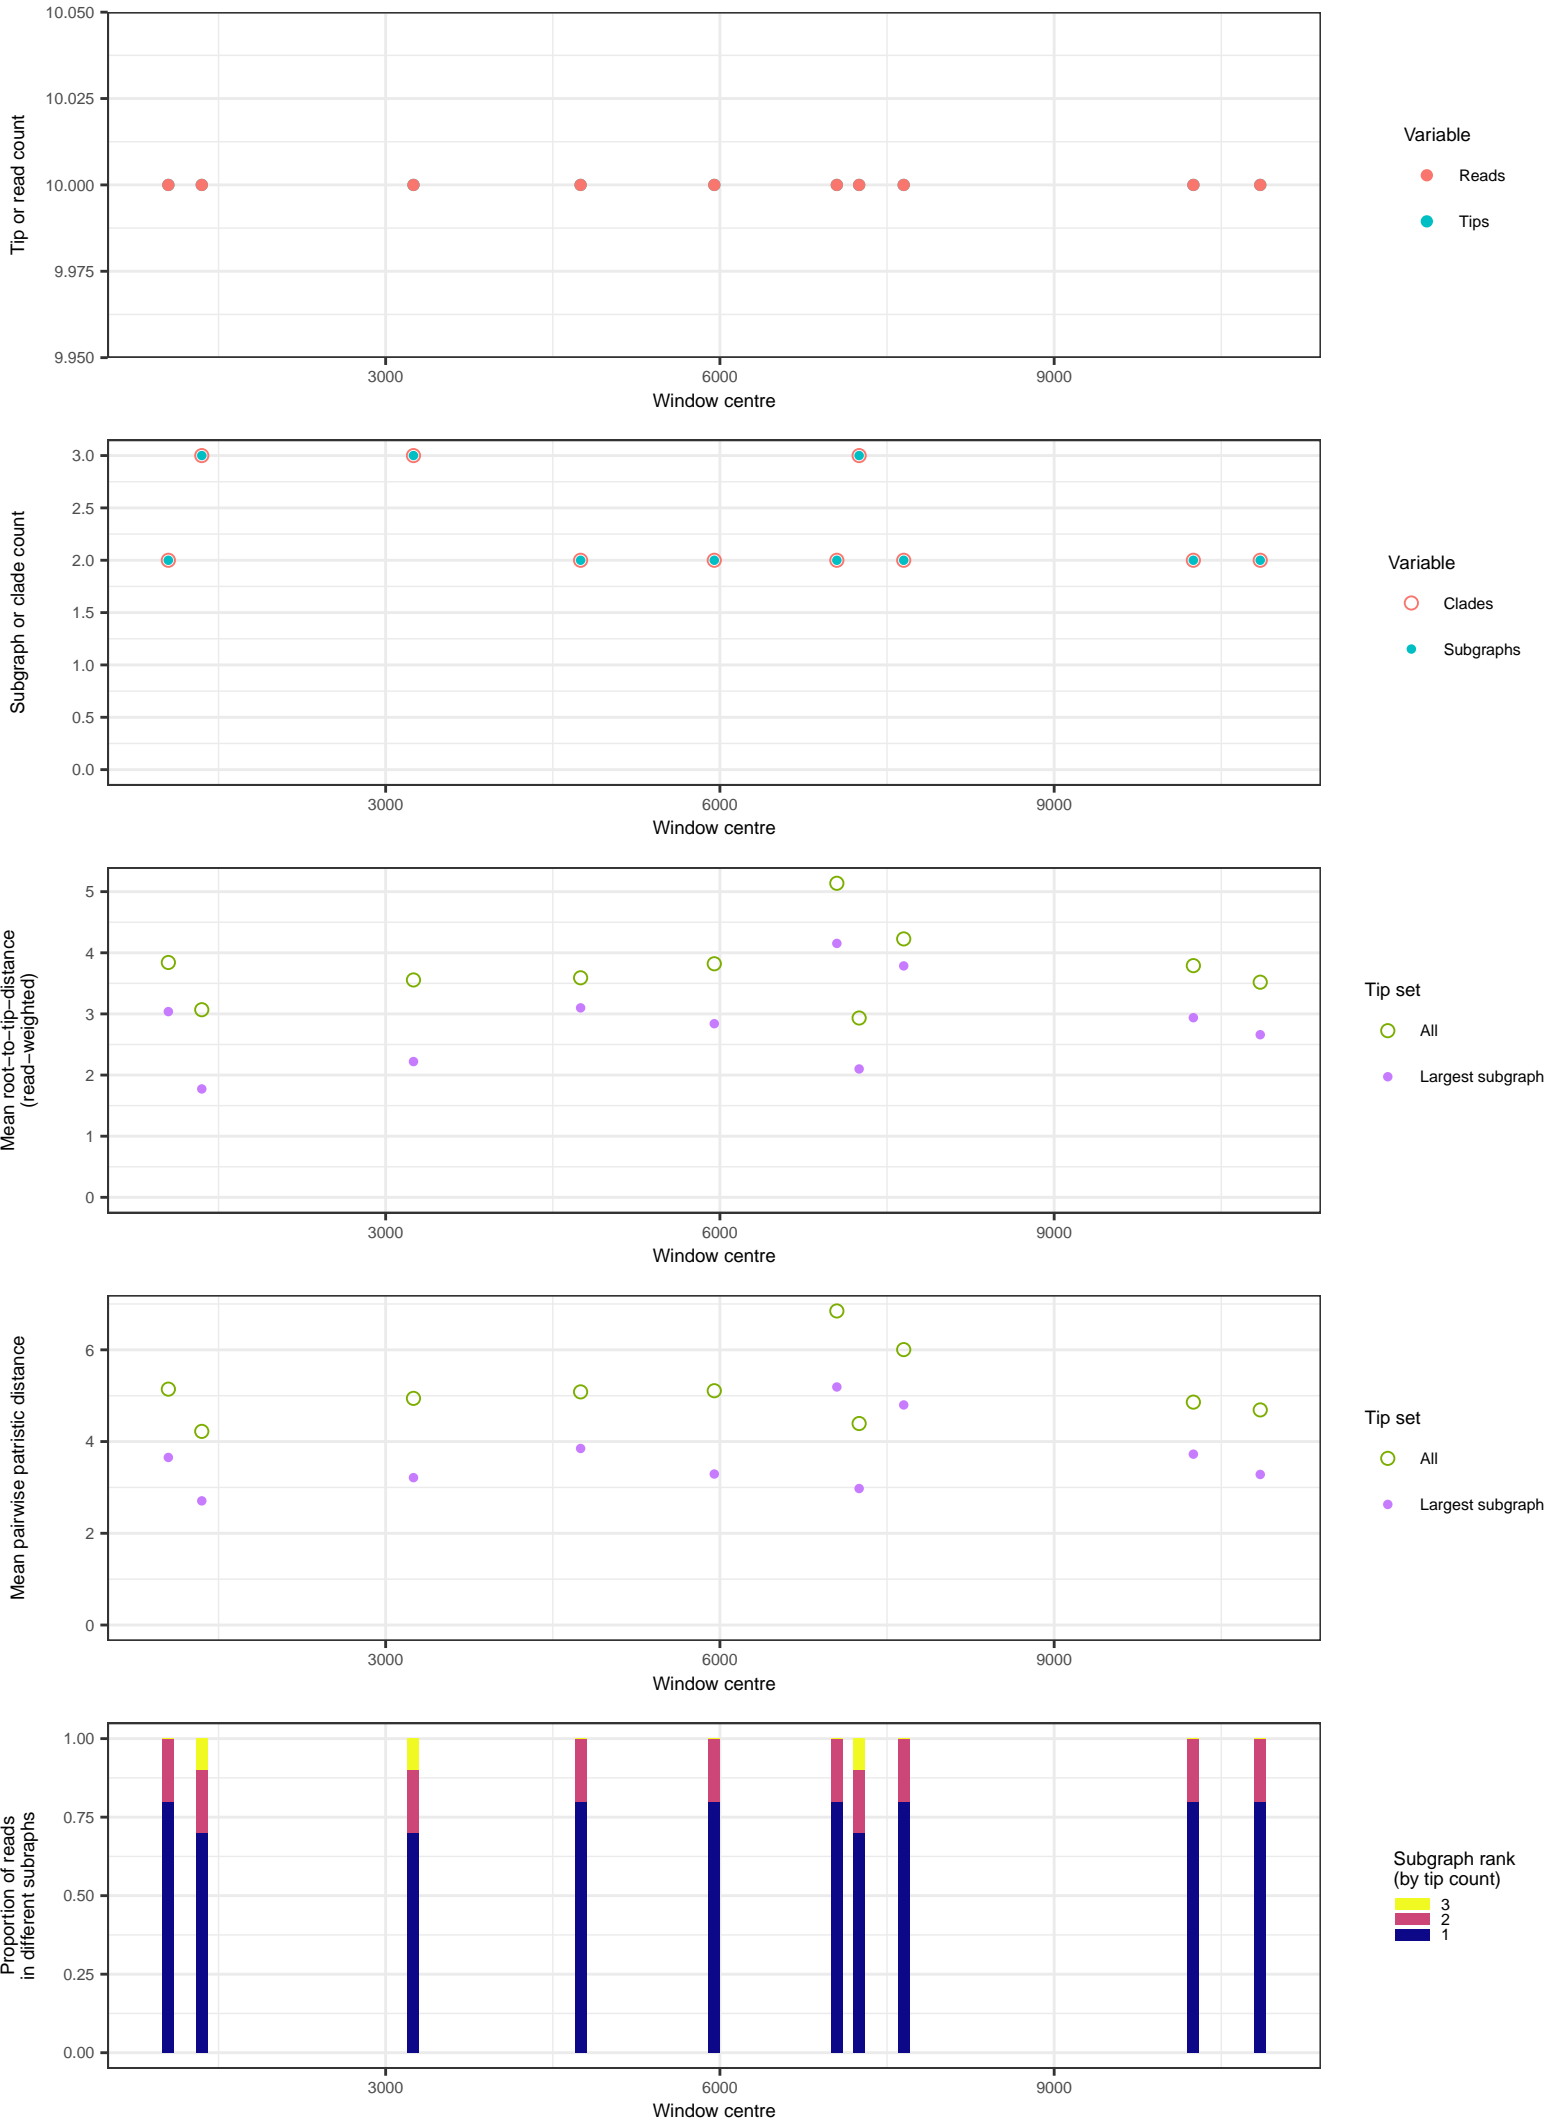 10.050
10.025
10.000
9.975
9.950
Tip or read count
3000
6000
9000
Window centre
Variable
Reads
Tips
3.0
2.5
2.0
1.5
1.0
0.5
0.0
Subgraph or clade count
3000
6000
9000
Window centre
Variable
Clades
Subgraphs
5
4
3
2
1
0
Mean root−to−tip−distance
(read−weighted)
3000
6000
9000
Window centre
Tip set
All
Largest subgraph
6
4
2
0
Mean pairwise patristic distance
3000
6000
9000
Window centre
Tip set
All
Largest subgraph
1.00
0.75
0.50
0.25
0.00
Proportion of reads
in different subraphs
3000
6000
9000
Window centre
Subgraph rank
(by tip count)
3
2
1